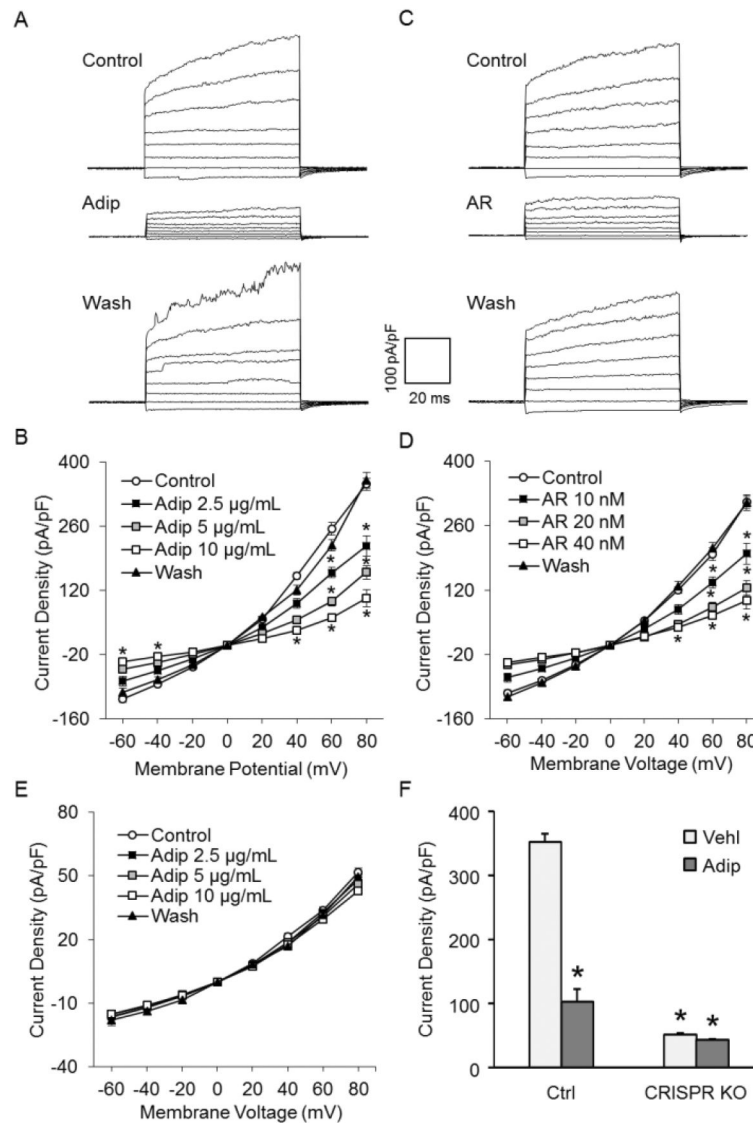 A
Control
Adip
Wash
C
Control
AR
Wash
100 pA/pF
20 ms
B
Current Density (pA/pF)
400
260
120
-20
-160
Control
Adip 2.5 µg/mL
Adip 5 µg/mL
Adip 10 µg/mL
Wash
* * * * * * * * *
-60 -40 -20 0 20 40 60 80
Membrane Potential (mV)
D
Current Density (pA/pF)
400
260
120
-20
-160
Control
AR 10 nM
AR 20 nM
AR 40 nM
Wash
* * * * * * *
-60 -40 -20 0 20 40 60 80
Membrane Voltage (mV)
E
Current Density (pA/pF)
80
50
20
-10
-40
Control
Adip 2.5 µg/mL
Adip 5 µg/mL
Adip 10 µg/mL
Wash
-60 -40 -20 0 20 40 60 80
Membrane Voltage (mV)
F
Current Density (pA/pF)
400
300
200
100
0
Vehl
Adip
* * *
Ctrl CRISPR KO